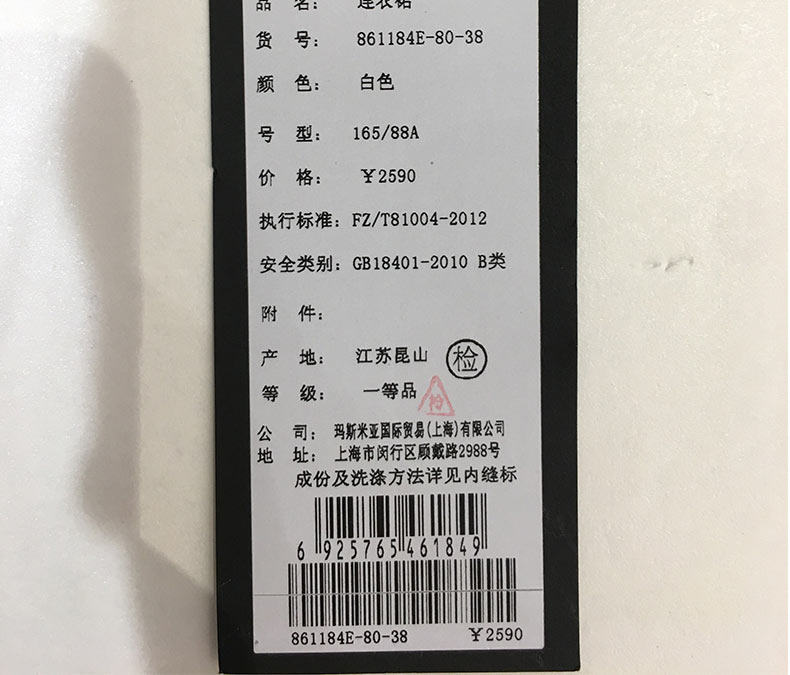 品 名: 连衣裙
货 号: 861184E-80-38
颜 色: 白色
号 型: 165/88A
价 格: ￥2590
执行标准: FZ/T81004-2012
安全类别: GB18401-2010 B类
附 件:
产 地: 江苏昆山 检
等 级: 一等品 检
公 司: 玛斯米亚国际贸易(上海)有限公司
地 址: 上海市闵行区顾戴路2988号
成份及洗涤方法详见内缝标
6 925765 461849
861184E-80-38 ￥2590